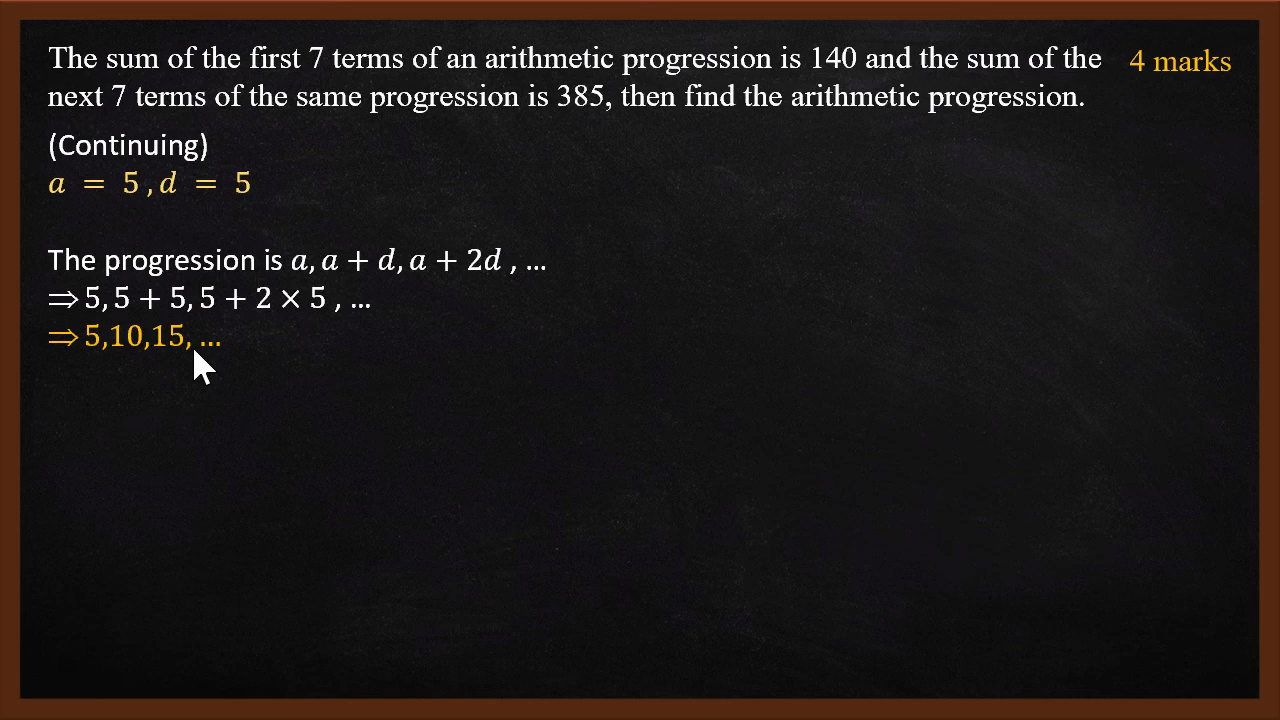 The sum of the first 7 terms of an arithmetic progression is 140 and the sum of the 4 marks
next 7 terms of the same progression is 385, then find the arithmetic progression.
(Continuing)
a = 5 , d = 5
The progression is a, a + d, a + 2d , ...
⇒ 5, 5 + 5, 5 + 2 × 5 , ...
⇒ 5,10,15, ...